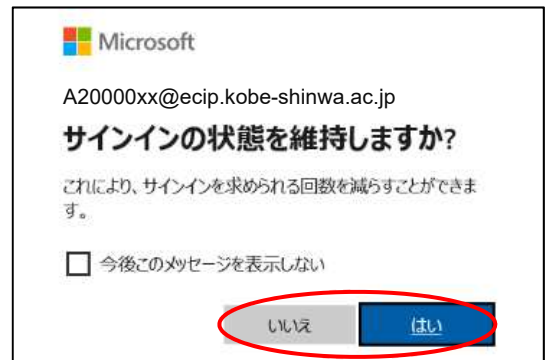 Microsoft
A20000xx@ecip.kobe-shinwa.ac.jp
サインインの状態を維持しますか?
これにより、サインインを求められる回数を減らすことができま
す。
今後このメッセージを表示しない
いいえ はい